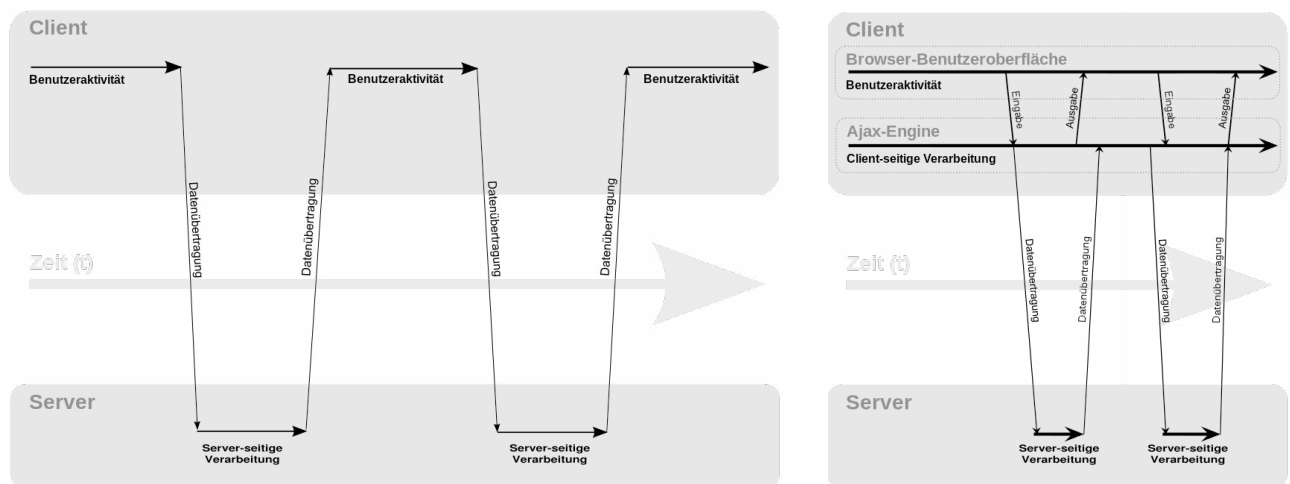 Client
Benutzeraktivität
Benutzeraktivität
Benutzeraktivität
Datenübertragung
Datenübertragung
Datenübertragung
Datenübertragung
Zeit (t)
Server
Server-seitige
Verarbeitung
Server-seitige
Verarbeitung
Client
Browser-Benutzeroberfläche
Benutzeraktivität
Eingabe
Ausgabe
Eingabe
Ausgabe
Ajax-Engine
Client-seitige Verarbeitung
Datenübertragung
Datenübertragung
Datenübertragung
Datenübertragung
Zeit (t)
Server
Server-seitige
Verarbeitung
Server-seitige
Verarbeitung